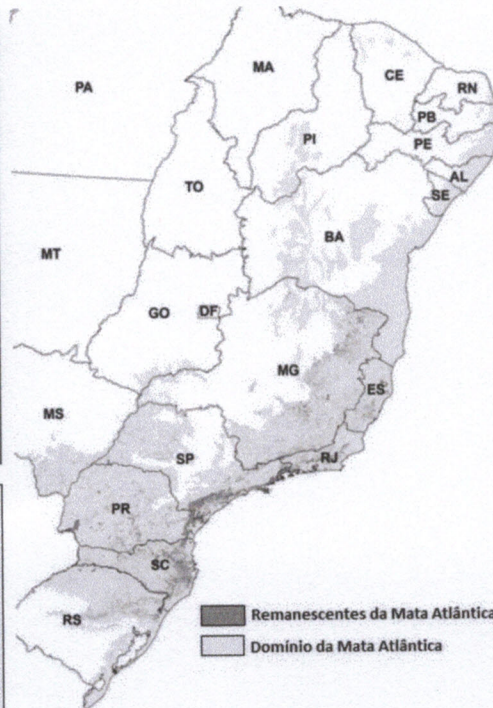 MA
CE
RN
PA
PB
PI
PE
AL
TO
SE
BA
MT
GO
DF
MG
ES
MS
SP
RJ
PR
SC
RS
Remanescentes da Mata Atlântica
Domínio da Mata Atlântica